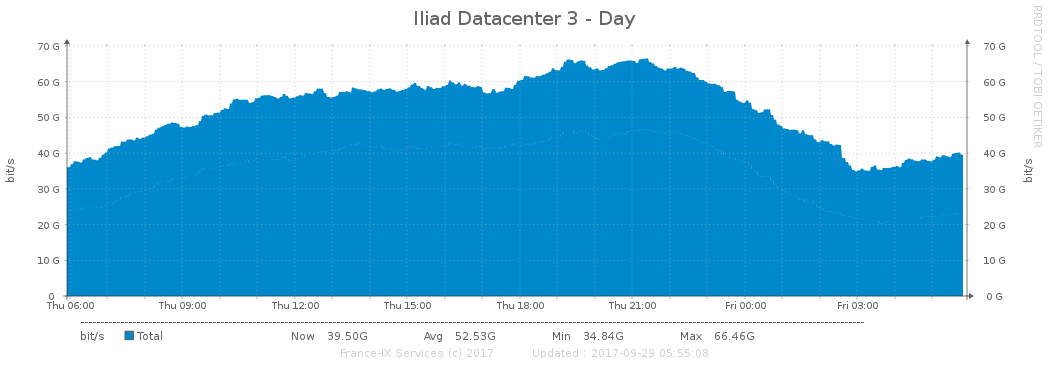 Iliad Datacenter 3 - Day
RRDTOOL / TOBI OETIKER
70 G 70 G
60 G 60 G
50 G 50 G
40 G 40 G
30 G 30 G
20 G 20 G
10 G 10 G
0 0 G
bit/s bit/s
Thu 06:00 Thu 09:00 Thu 12:00 Thu 15:00 Thu 18:00 Thu 21:00 Fri 00:00 Fri 03:00
bit/s Total Now 39.50G Avg 52.53G Min 34.84G Max 66.46G
France-IX Services (c) 2017 Updated : 2017-09-29 05:55:08